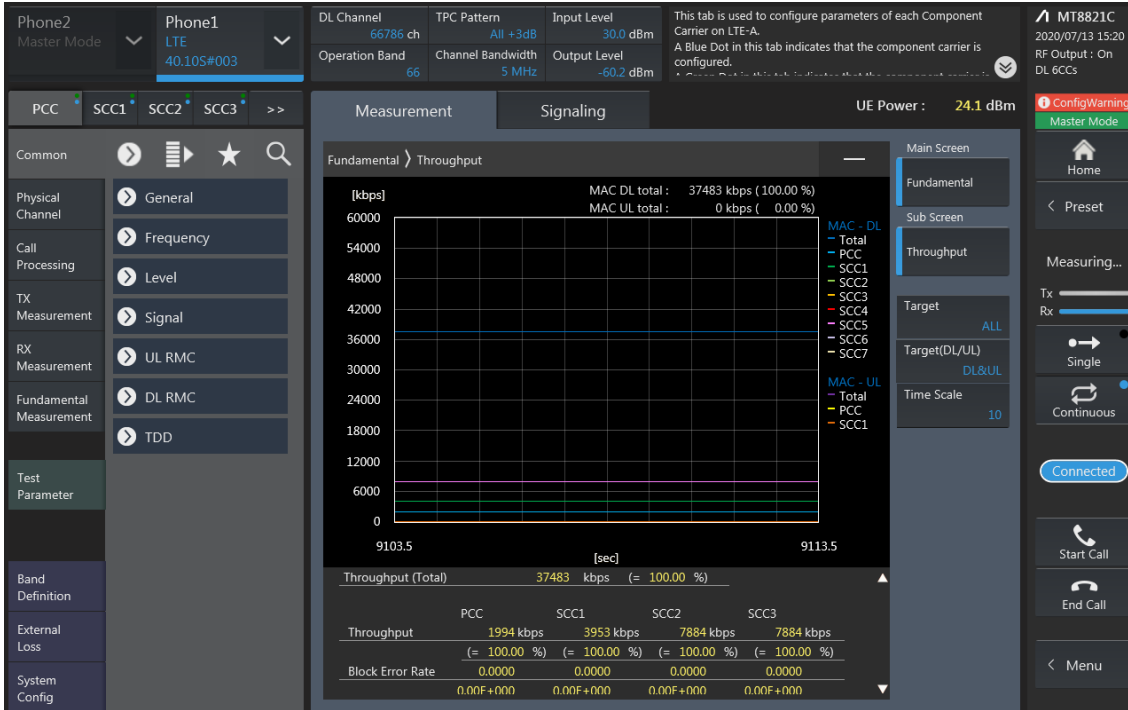 Phone2
Master Mode
Phone1
LTE
40.10S#003
DL Channel
66786 ch
Operation Band
66
TPC Pattern
All +3dB
Channel Bandwidth
5 MHz
Input Level
30.0 dBm
Output Level
-60.2 dBm
This tab is used to configure parameters of each Component
Carrier on LTE-A.
A Blue Dot in this tab indicates that the component carrier is
configured.
MT8821C
2020/07/13 15:20
RF Output : On
DL 6CCs
PCC SCC1 SCC2 SCC3 >>
Measurement
Signaling
UE Power : 24.1 dBm
ConfigWarning
Master Mode
Common
Physical
Channel
Call
Processing
TX
Measurement
RX
Measurement
Fundamental
Measurement
Test
Parameter
Band
Definition
External
Loss
System
Config
General
Frequency
Level
Signal
UL RMC
DL RMC
TDD
Fundamental 〉 Throughput
[kbps]
MAC DL total : 37483 kbps ( 100.00 %)
MAC UL total : 0 kbps ( 0.00 %)
60000
54000
48000
42000
36000
30000
24000
18000
12000
6000
0
9103.5
9113.5
[sec]
MAC - DL
Total
PCC
SCC1
SCC2
SCC3
SCC4
SCC5
SCC6
SCC7
MAC - UL
Total
PCC
SCC1
Throughput (Total) 37483 kbps (= 100.00 %)
PCC SCC1 SCC2 SCC3
Throughput 1994 kbps 3953 kbps 7884 kbps 7884 kbps
(= 100.00 %) (= 100.00 %) (= 100.00 %) (= 100.00 %)
Block Error Rate 0.0000 0.0000 0.0000 0.0000
0.00E+000 0.00E+000 0.00E+000 0.00E+000
Main Screen
Fundamental
Sub Screen
Throughput
Target
ALL
Target(DL/UL)
DL&UL
Time Scale
10
Home
< Preset
Measuring...
Tx
Rx
Single
Continuous
Connected
Start Call
End Call
< Menu